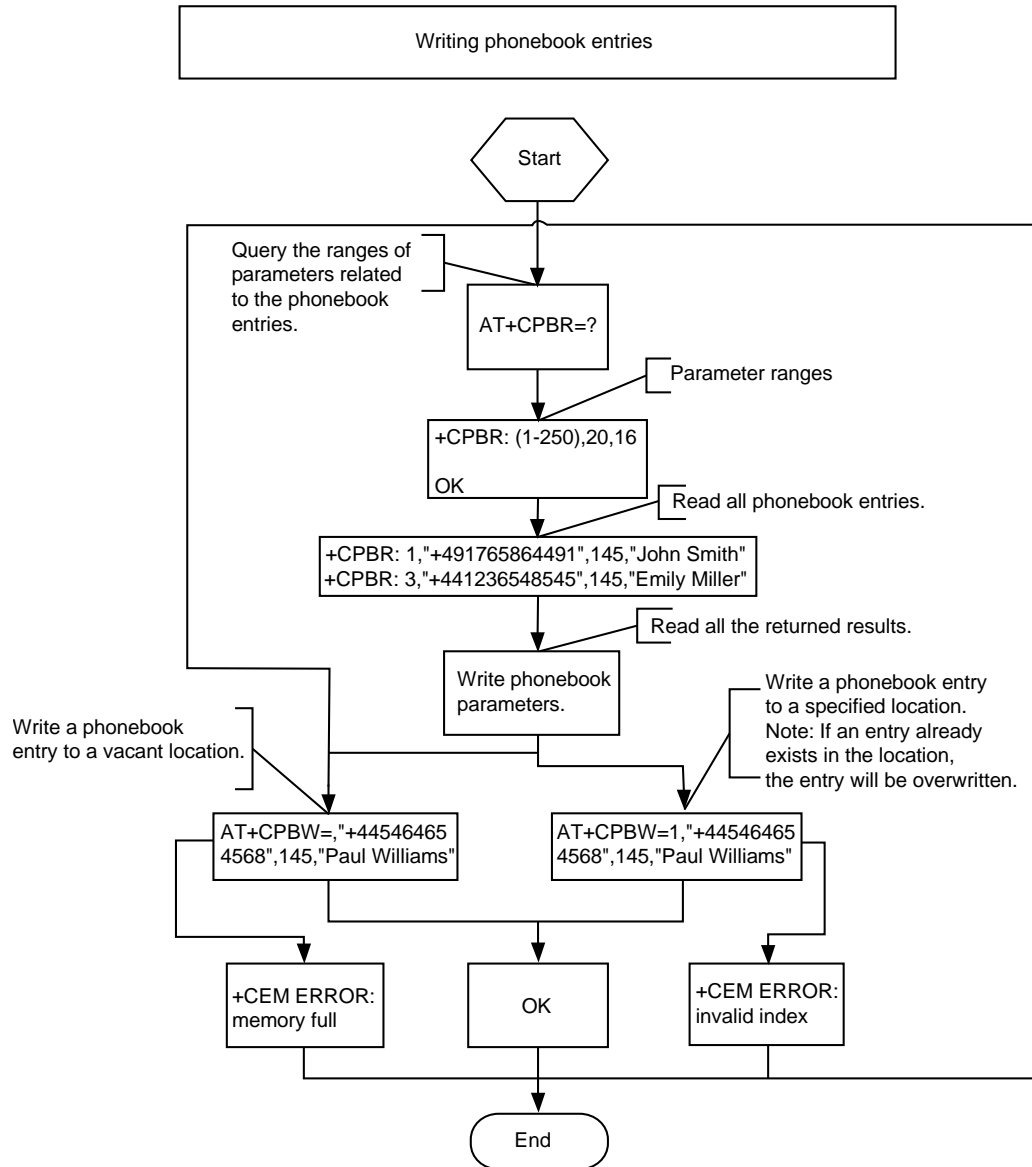 Writing phonebook entries
Start
Query the ranges of
parameters related
to the phonebook
entries.
AT+CPBR=?
Parameter ranges
+CPBR: (1-250),20,16
OK
Read all phonebook entries.
+CPBR: 1,"+491765864491",145,"John Smith"
+CPBR: 3,"+441236548545",145,"Emily Miller"
Read all the returned results.
Write phonebook
parameters.
Write a phonebook entry
to a specified location.
Note: If an entry already
exists in the location,
the entry will be overwritten.
Write a phonebook
entry to a vacant location.
AT+CPBW=,"+44546465
4568",145,"Paul Williams"
AT+CPBW=1,"+44546465
4568",145,"Paul Williams"
+CEM ERROR:
memory full
OK
+CEM ERROR:
invalid index
End